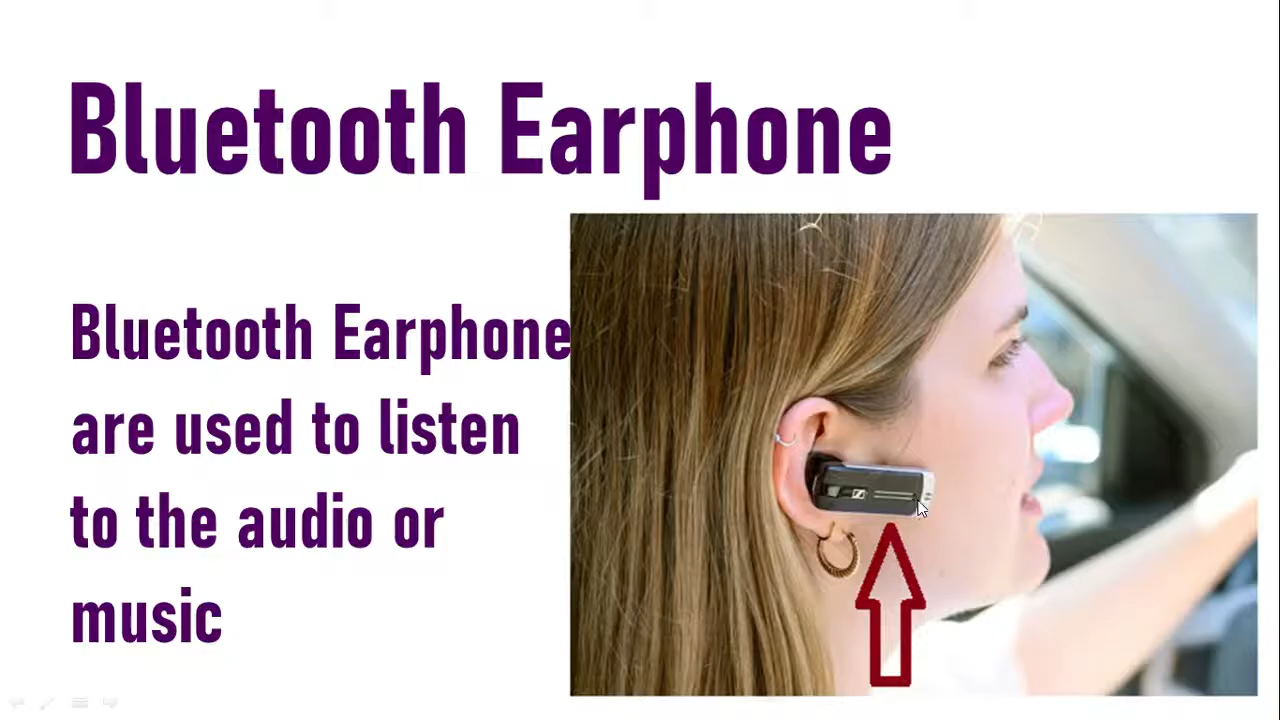 Bluetooth Earphone
Bluetooth Earphone
are used to listen
to the audio or
music